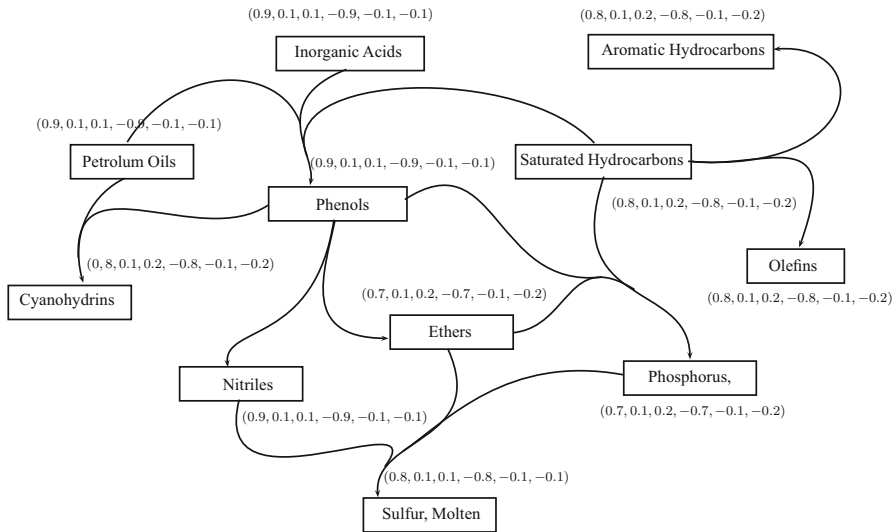 (0.9, 0.1, 0.1, −0.9, −0.1, −0.1)
(0.8, 0.1, 0.2, −0.8, −0.1, −0.2)
Inorganic Acids
Aromatic Hydrocarbons
(0.9, 0.1, 0.1, −0.9, −0.1, −0.1)
Petrolum Oils
(0.9, 0.1, 0.1, −0.9, −0.1, −0.1)
Saturated Hydrocarbons
Phenols
(0.8, 0.1, 0.2, −0.8, −0.1, −0.2)
(0, 8, 0.1, 0.2, −0.8, −0.1, −0.2)
Olefins
Cyanohydrins
(0.7, 0.1, 0.2, −0.7, −0.1, −0.2)
(0.8, 0.1, 0.2, −0.8, −0.1, −0.2)
Ethers
Nitriles
Phosphorus,
(0.9, 0.1, 0.1, −0.9, −0.1, −0.1)
(0.7, 0.1, 0.2, −0.7, −0.1, −0.2)
(0.8, 0.1, 0.1, −0.8, −0.1, −0.1)
Sulfur, Molten